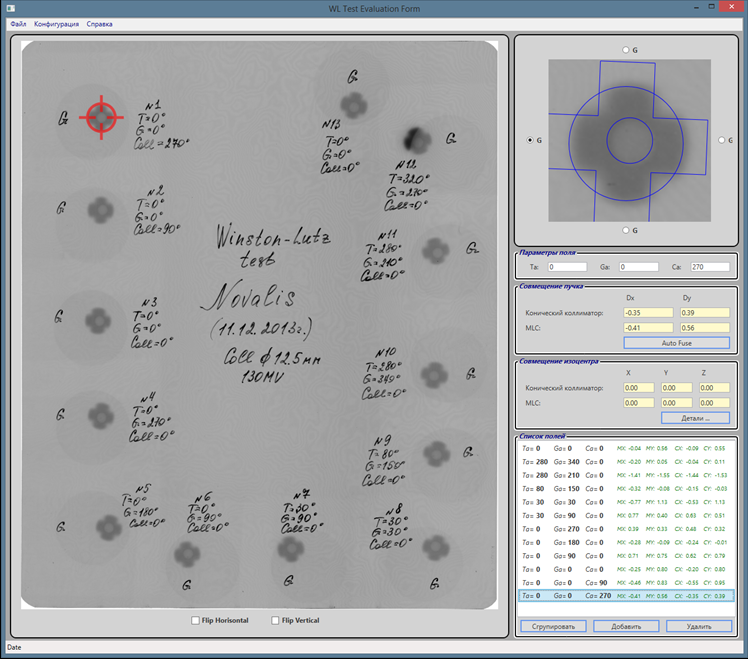 WL Test Evaluation Form
Файл Конфигурация Справка
G
N1
T=0°
G=0°
Coll=270°
G
N2
T=0°
G=0°
Coll=90°
G
N3
T=0°
G=0°
Coll=0°
G
N4
T=0°
G=270°
Coll=0°
G
N5
T=0°
G=180°
Coll=0°
N6
T=0°
G=90°
Coll=0°
G
N7
G=90°
Coll=0°
G
N8
T=30°
G=30°
Coll=0°
G
N9
T=80°
G=150°
Coll=0°
G
N10
T=280°
G=340°
Coll=0°
G
N11
T=280°
G=210°
Coll=0°
G
N12
T=320°
G=270°
Coll=0°
G
N13
T=0°
G=0°
Coll=0°
G
Winston-Lutz
test
Novalis
(11.12.2013г.)
Coll ϕ 12.5мм
130MV
Flip Horisontal Flip Vertical
G
G G
G
Параметры поля
Ta: 0 Ga: 0 Ca: 270
Совмещение пучка
Dx Dy
Конический коллиматор: -0.35 0.39
MLC: -0.41 0.56
Auto Fuse
Совмещение изоцентра
X Y Z
Конический коллиматор: 0.00 0.00 0.00
MLC: 0.00 0.00 0.00
Детали ...
Список полей
Ta= 0 Ga= 0 Ca= 0 MX: -0.04 MY: 0.56 CX: -0.09 CY: 0.55
Ta= 280 Ga= 340 Ca= 0 MX: -0.20 MY: 0.05 CX: -0.04 CY: 0.11
Ta= 280 Ga= 210 Ca= 0 MX: -1.41 MY: -1.55 CX: -1.44 CY: -1.53
Ta= 80 Ga= 150 Ca= 0 MX: -0.32 MY: -0.08 CX: -0.15 CY: -0.03
Ta= 30 Ga= 30 Ca= 0 MX: -0.77 MY: 1.13 CX: -0.53 CY: 1.13
Ta= 30 Ga= 90 Ca= 0 MX: 0.77 MY: 0.40 CX: 0.63 CY: 0.51
Ta= 0 Ga= 270 Ca= 0 MX: 0.39 MY: 0.33 CX: 0.48 CY: 0.32
Ta= 0 Ga= 180 Ca= 0 MX: -0.28 MY: -0.09 CX: -0.24 CY: -0.01
Ta= 0 Ga= 90 Ca= 0 MX: 0.71 MY: 0.75 CX: 0.62 CY: 0.79
Ta= 0 Ga= 0 Ca= 0 MX: -0.25 MY: 0.80 CX: -0.20 CY: 0.80
Ta= 0 Ga= 0 Ca= 90 MX: -0.46 MY: 0.83 CX: -0.55 CY: 0.95
Ta= 0 Ga= 0 Ca= 270 MX: -0.41 MY: 0.56 CX: -0.35 CY: 0.39
Сгрупировать Добавить Удалить
Date